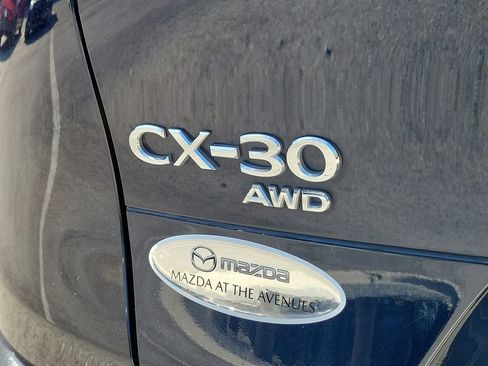 CX-30
AWD
mazda
MAZDA AT THE AVENUES